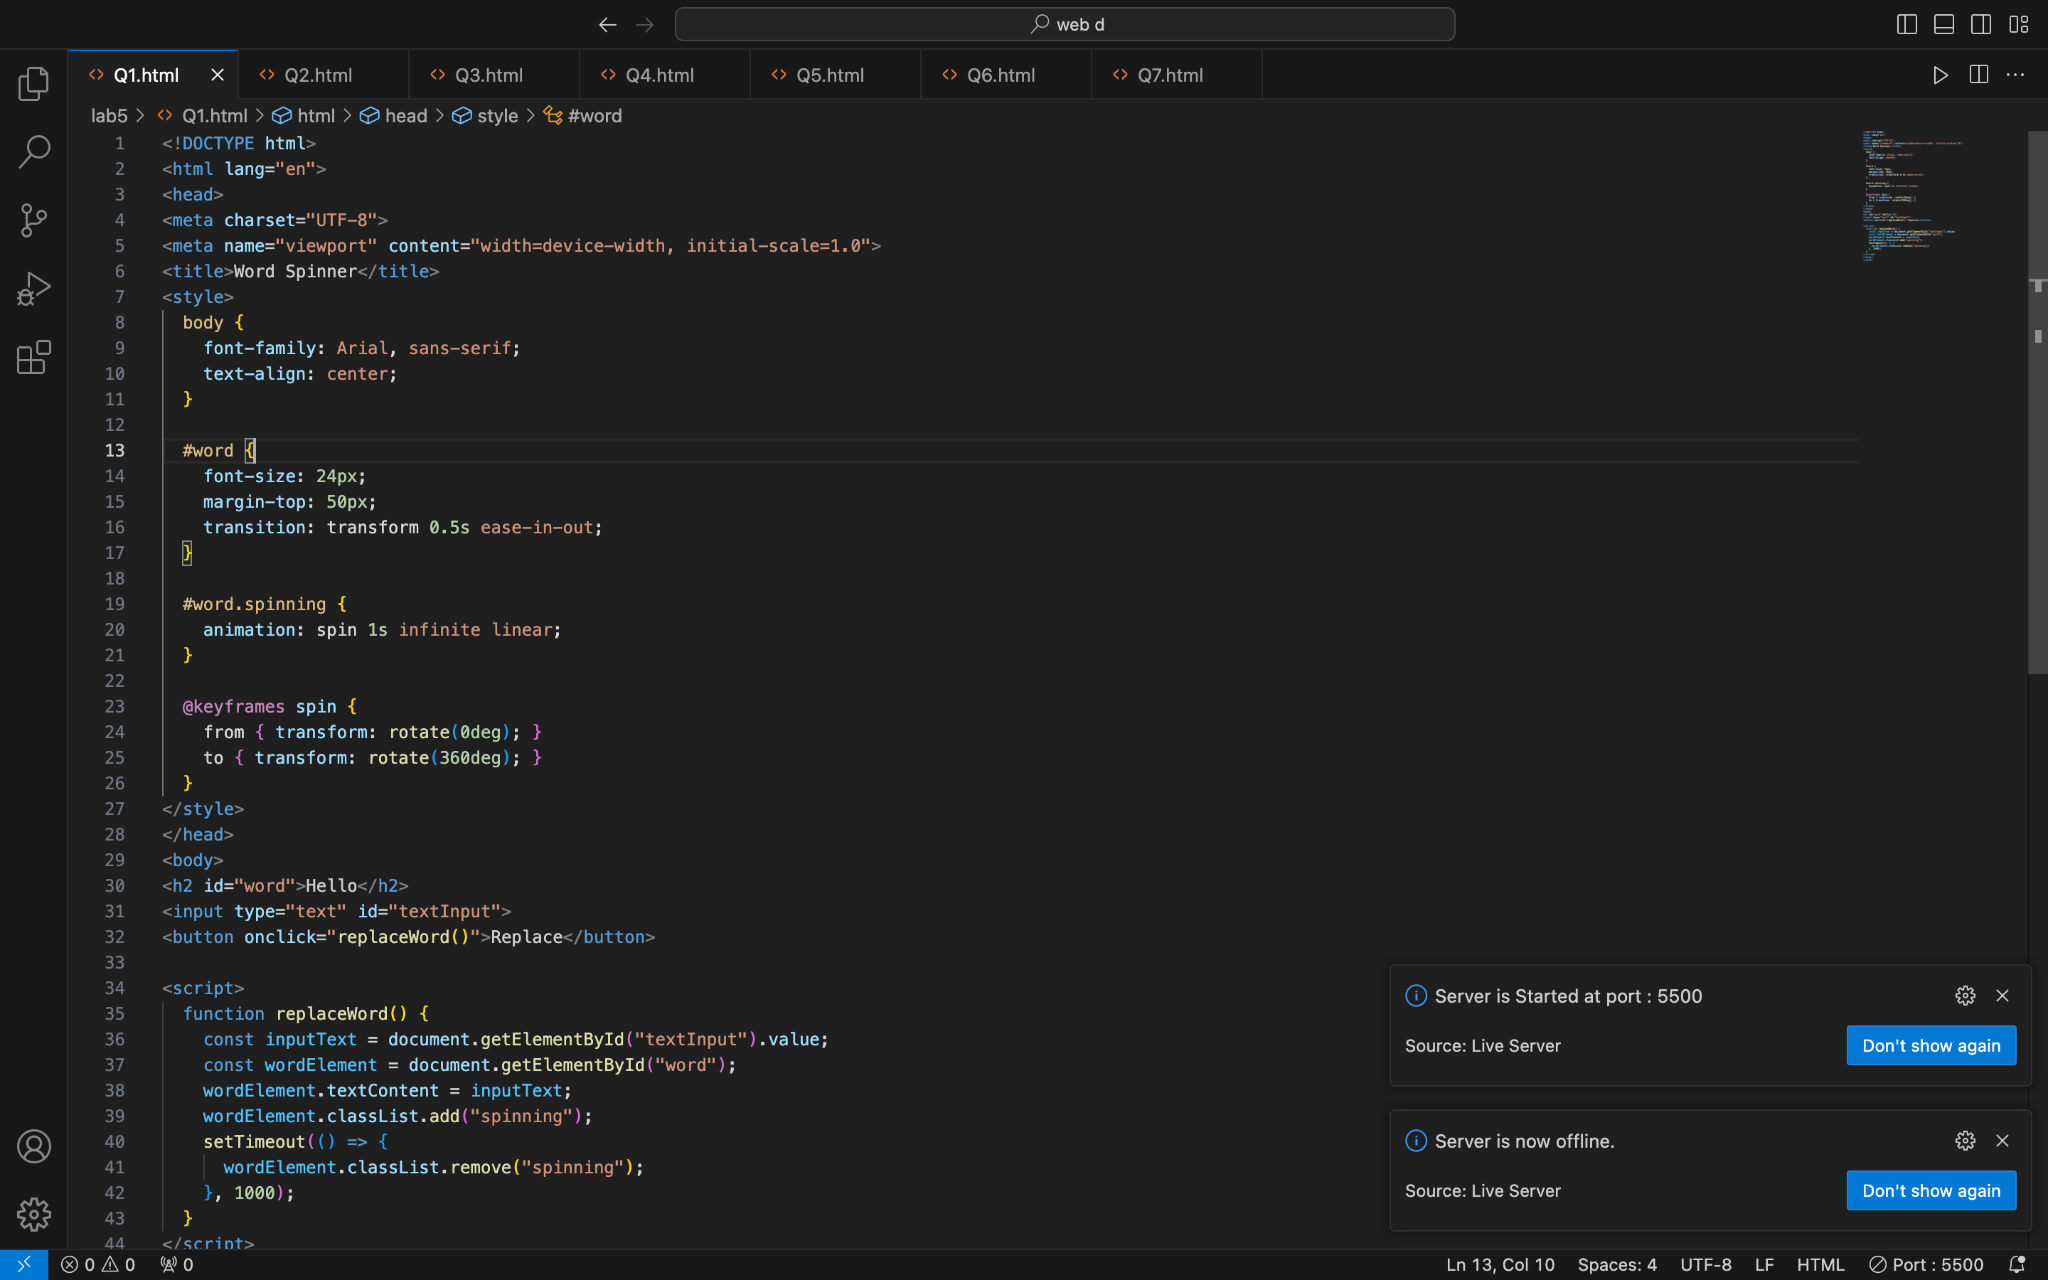 web d
Q1.html Q2.html Q3.html Q4.html Q5.html Q6.html Q7.html
lab5 > Q1.html > html > head > style > #word
1 <!DOCTYPE html>
2 <html lang="en">
3 <head>
4 <meta charset="UTF-8">
5 <meta name="viewport" content="width=device-width, initial-scale=1.0">
6 <title>Word Spinner</title>
7 <style>
8   body {
9     font-family: Arial, sans-serif;
10     text-align: center;
11   }
12
13   #word {
14     font-size: 24px;
15     margin-top: 50px;
16     transition: transform 0.5s ease-in-out;
17   }
18
19   #word.spinning {
20     animation: spin 1s infinite linear;
21   }
22
23   @keyframes spin {
24     from { transform: rotate(0deg); }
25     to { transform: rotate(360deg); }
26   }
27 </style>
28 </head>
29 <body>
30 <h2 id="word">Hello</h2>
31 <input type="text" id="textInput">
32 <button onclick="replaceWord()">Replace</button>
33
34 <script>
35   function replaceWord() {
36     const inputText = document.getElementById("textInput").value;
37     const wordElement = document.getElementById("word");
38     wordElement.textContent = inputText;
39     wordElement.classList.add("spinning");
40     setTimeout(() => {
41       wordElement.classList.remove("spinning");
42     }, 1000);
43   }
44 </script>
Server is Started at port : 5500
Source: Live Server
Don't show again
Server is now offline.
Source: Live Server
Don't show again
0 0 0 Ln 13, Col 10 Spaces: 4 UTF-8 LF HTML Port : 5500